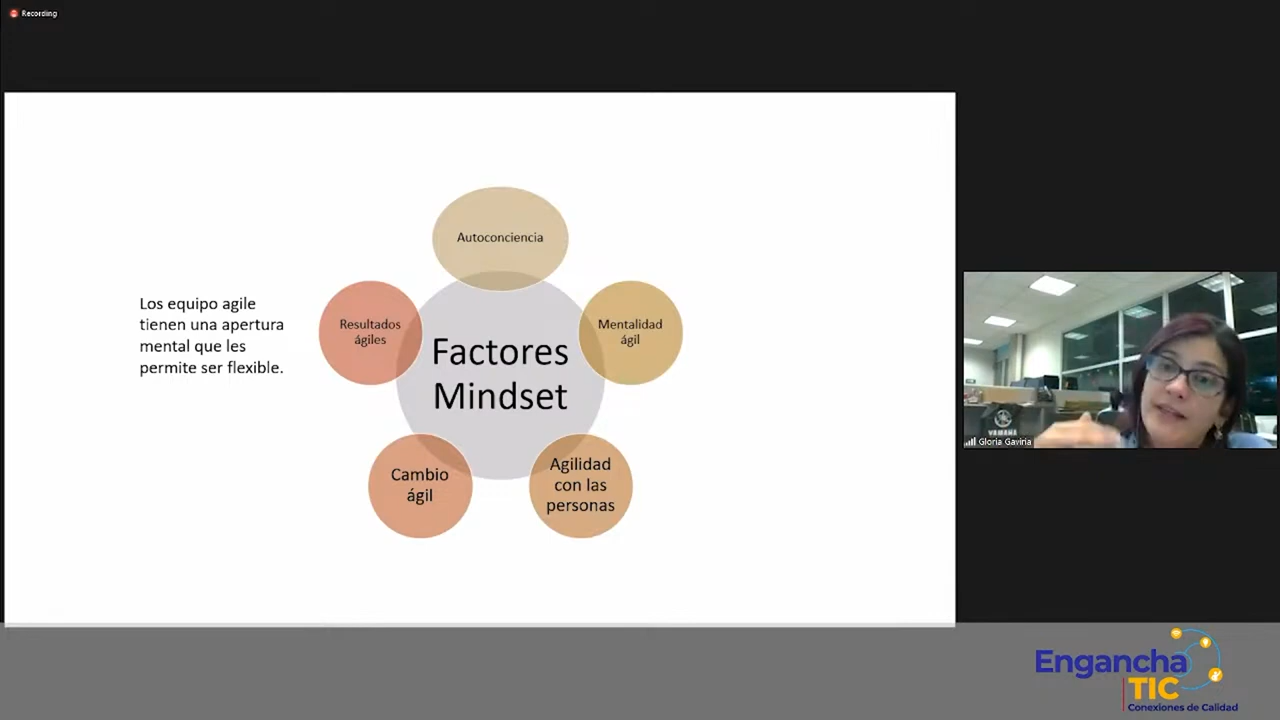 Recording
Autoconciencia
Los equipo agile
tienen una apertura
mental que les
permite ser flexible.
Resultados
ágiles
Mentalidad
ágil
Factores
Mindset
Cambio
ágil
Agilidad
con las
personas
YAMAHA
Gloria Gaviria
Engancha
TIC
Conexiones de Calidad